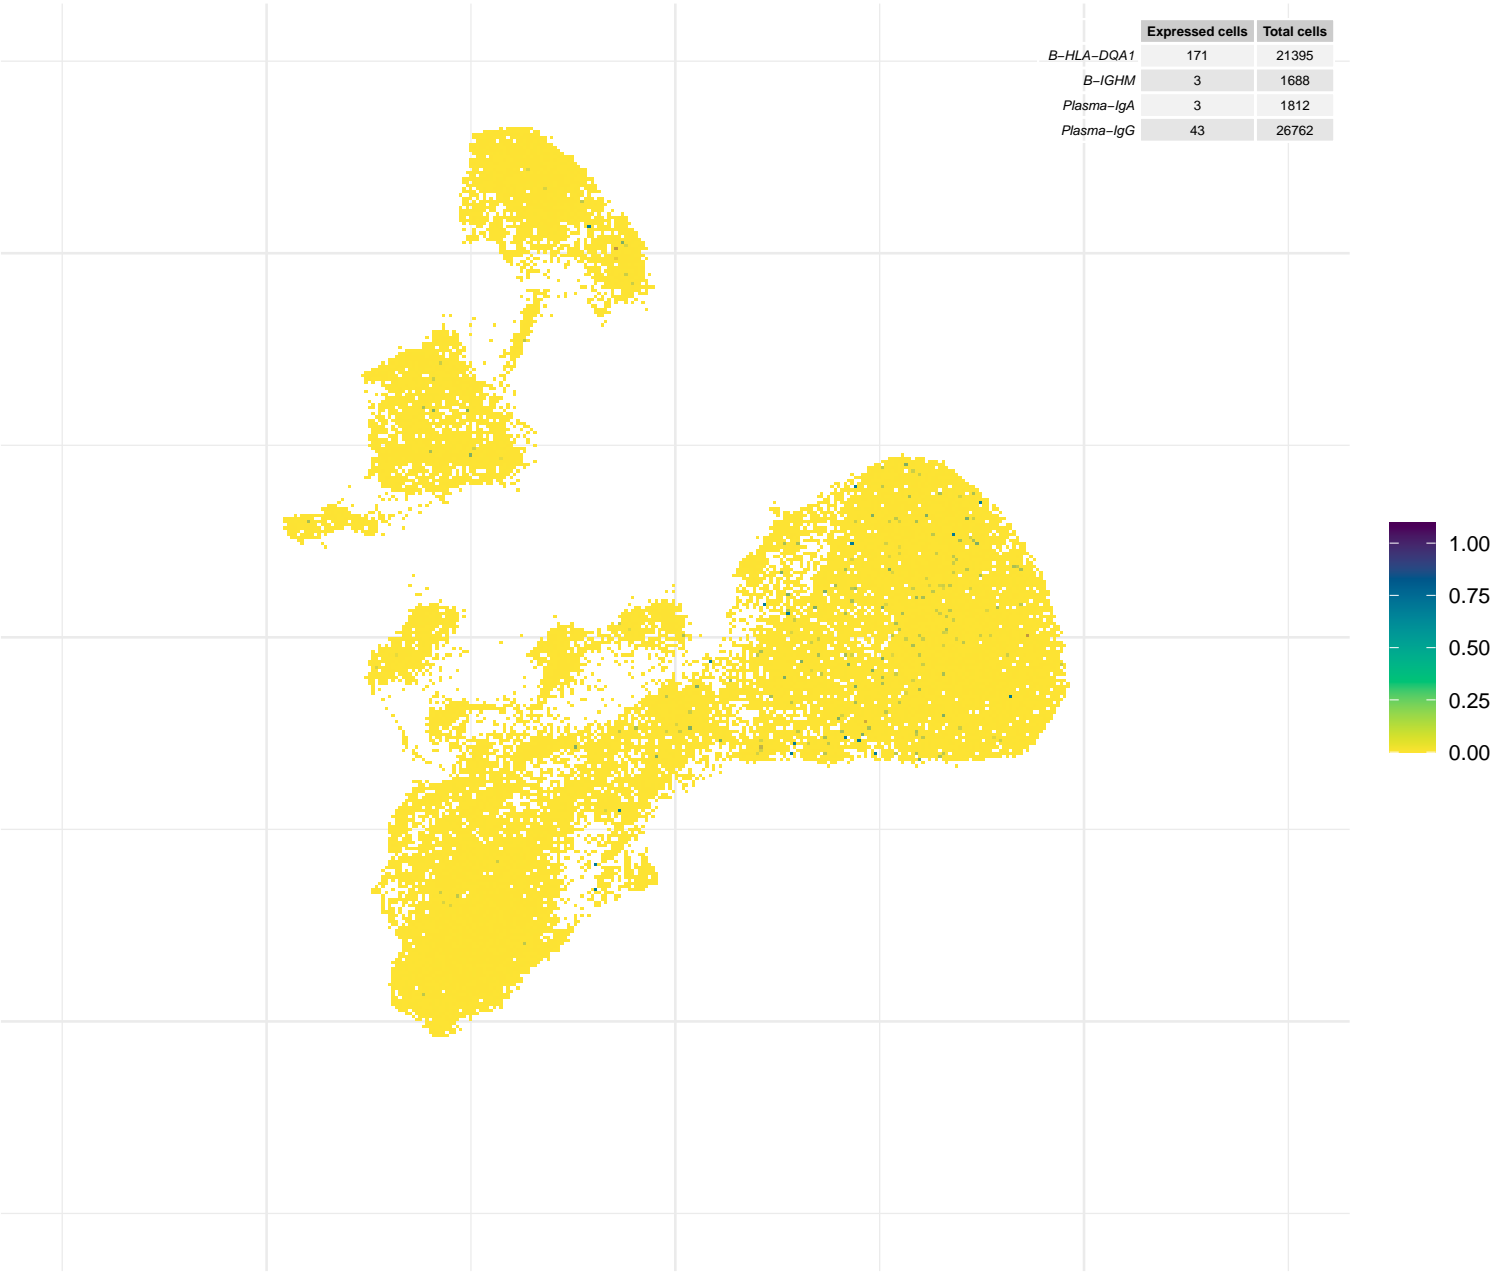 Expressed cells Total cells
B−HLA−DQA1 171 21395
B−IGHM 3 1688
Plasma−IgA 3 1812
Plasma−IgG 43 26762
1.00
0.75
0.50
0.25
0.00